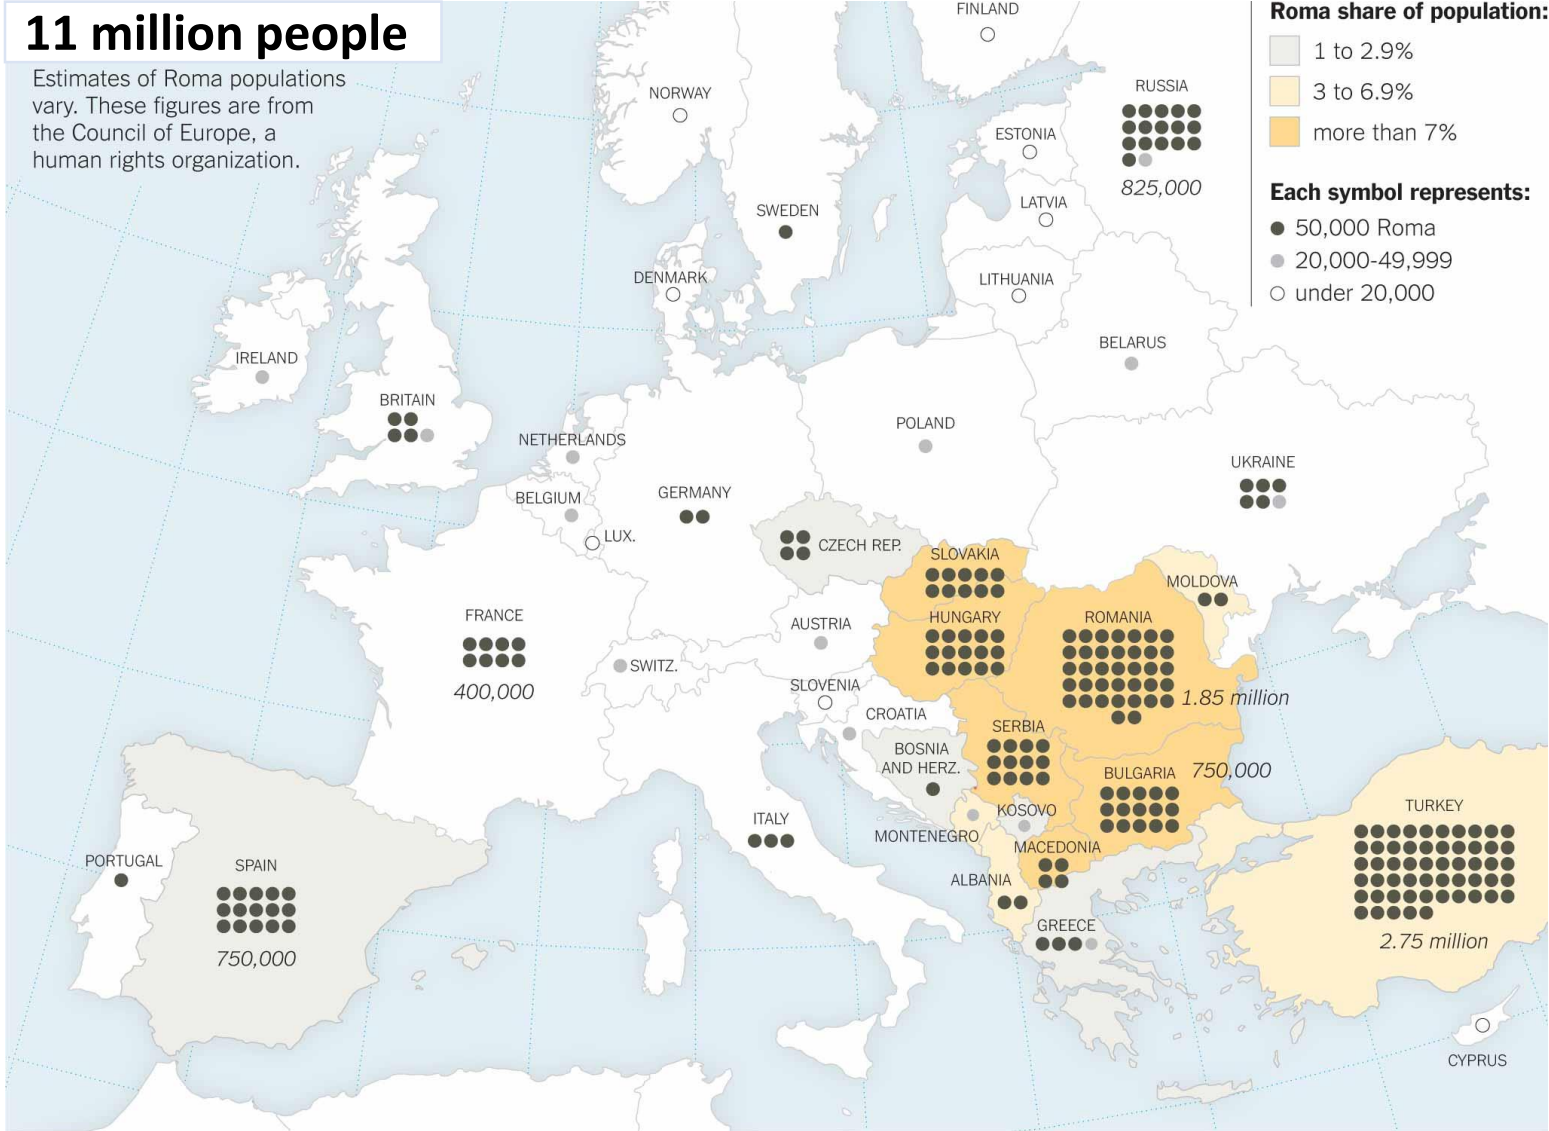 11 million people
Estimates of Roma populations
vary. These figures are from
the Council of Europe, a
human rights organization.
Roma share of population:
1 to 2.9%
3 to 6.9%
more than 7%
Each symbol represents:
50,000 Roma
20,000-49,999
under 20,000
FINLAND
NORWAY
RUSSIA
825,000
ESTONIA
SWEDEN
LATVIA
DENMARK
LITHUANIA
IRELAND
BELARUS
BRITAIN
NETHERLANDS
POLAND
UKRAINE
BELGIUM
GERMANY
LUX.
CZECH REP.
SLOVAKIA
MOLDOVA
FRANCE
400,000
AUSTRIA
HUNGARY
ROMANIA
1.85 million
SWITZ.
SLOVENIA
CROATIA
SERBIA
BOSNIA
AND HERZ.
BULGARIA
750,000
KOSOVO
MONTENEGRO
MACEDONIA
ITALY
TURKEY
2.75 million
PORTUGAL
SPAIN
750,000
ALBANIA
GREECE
CYPRUS